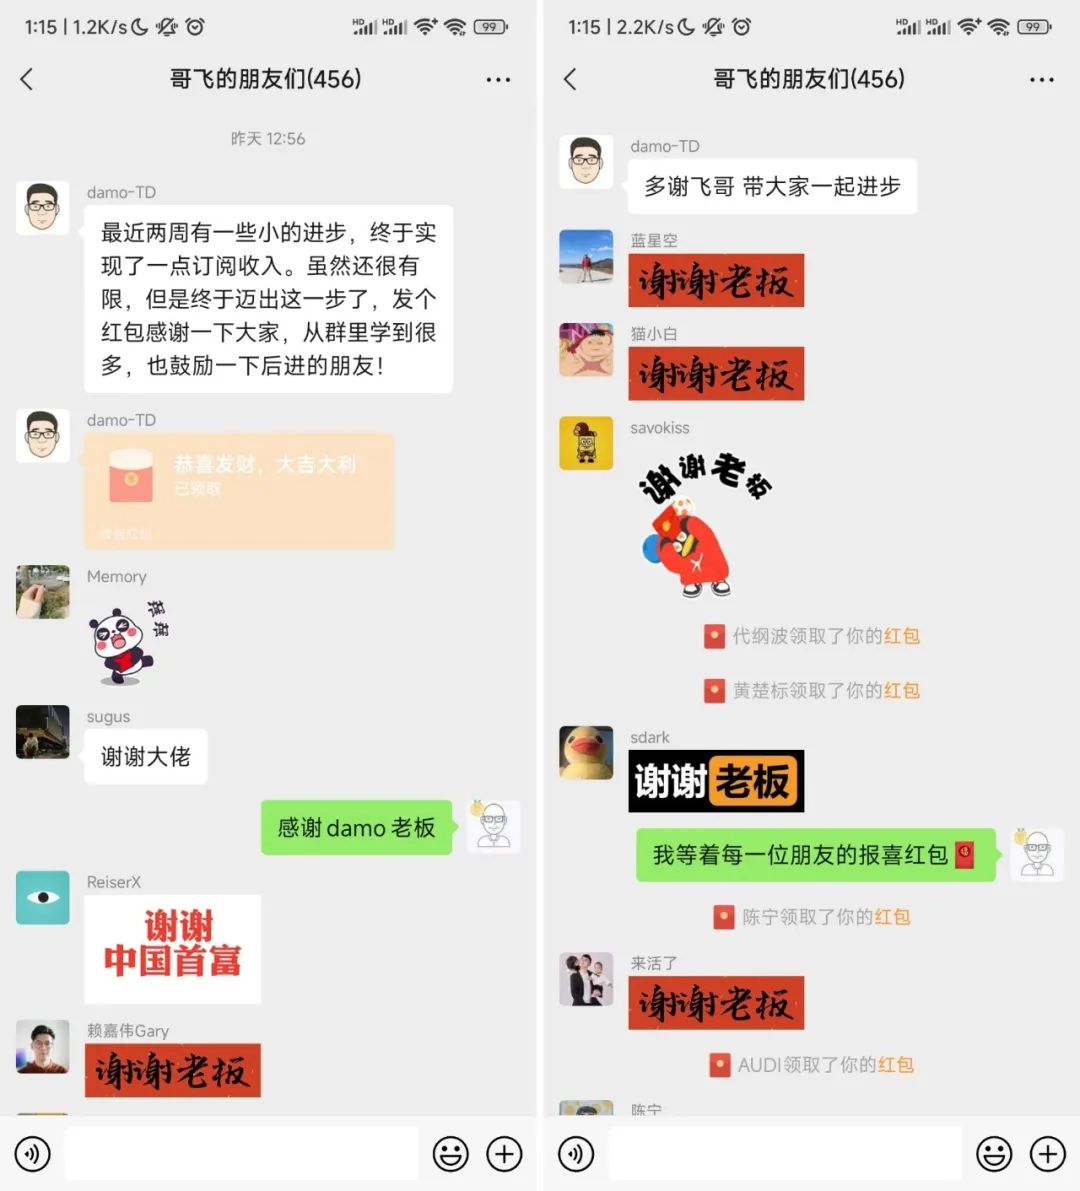 1:15 | 1.2K/s
HD
HD
99
哥飞的朋友们(456)
昨天 12:56
damo-TD
最近两周有一些小的进步，终于实
现了一点订阅收入。虽然还很有
限，但是终于迈出这一步了，发个
红包感谢一下大家，从群里学到很
多，也鼓励一下后进的朋友！
damo-TD
恭喜发财，大吉大利
已领取
微信红包
Memory
sugus
谢谢大佬
感谢damo老板
ReiserX
谢谢
中国首富
赖嘉伟Gary
谢谢老板
1:15 | 2.2K/s
HD
HD
99
哥飞的朋友们(456)
damo-TD
多谢飞哥 带大家一起进步
蓝星空
谢谢老板
猫小白
谢谢老板
savokiss
谢谢老板
代纲波领取了你的红包
黄楚标领取了你的红包
sdark
谢谢老板
我等着每一位朋友的报喜红包
陈宁领取了你的红包
来活了
谢谢老板
AUDI领取了你的红包
陈宁